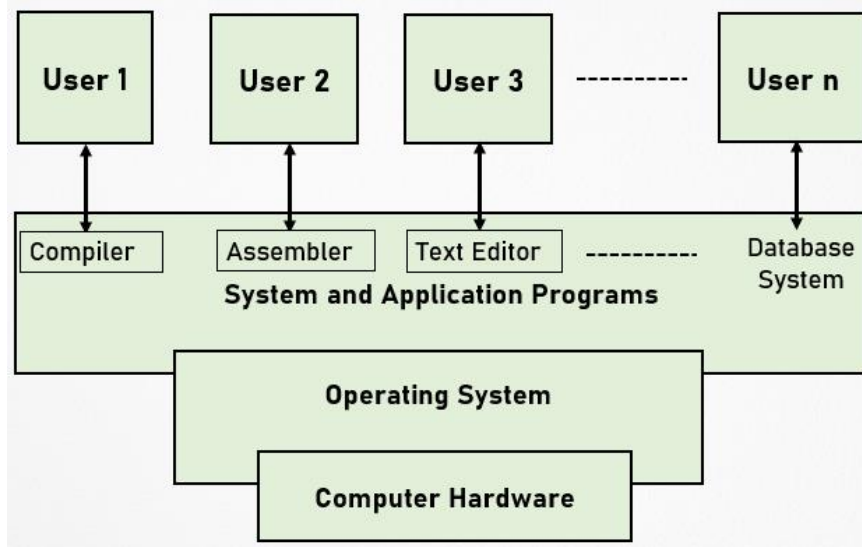 User 1
User 2
User 3
User n
Compiler
Assembler
Text Editor
Database
System
System and Application Programs
Operating System
Computer Hardware